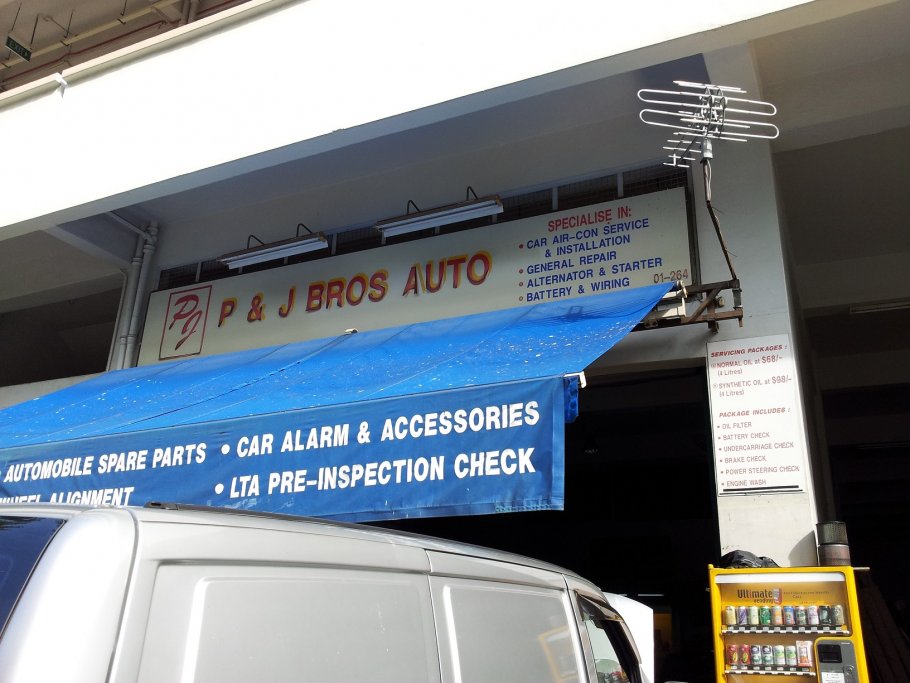 EXIT
PJ
P & J BROS AUTO
SPECIALISE IN:
• CAR AIR-CON SERVICE
& INSTALLATION
• GENERAL REPAIR
• ALTERNATOR & STARTER
• BATTERY & WIRING
01-264
AUTOMOBILE SPARE PARTS
• CAR ALARM & ACCESSORIES
WHEEL ALIGNMENT
• LTA PRE-INSPECTION CHECK
SERVICING PACKAGES :
NORMAL OIL at $68/-
(4 Litres)
SYNTHETIC OIL at $98/-
(4 Litres)
PACKAGE INCLUDES :
• OIL FILTER
• BATTERY CHECK
• UNDERCARRIAGE CHECK
• BRAKE CHECK
• POWER STEERING CHECK
• ENGINE WASH
Ultimate
vending